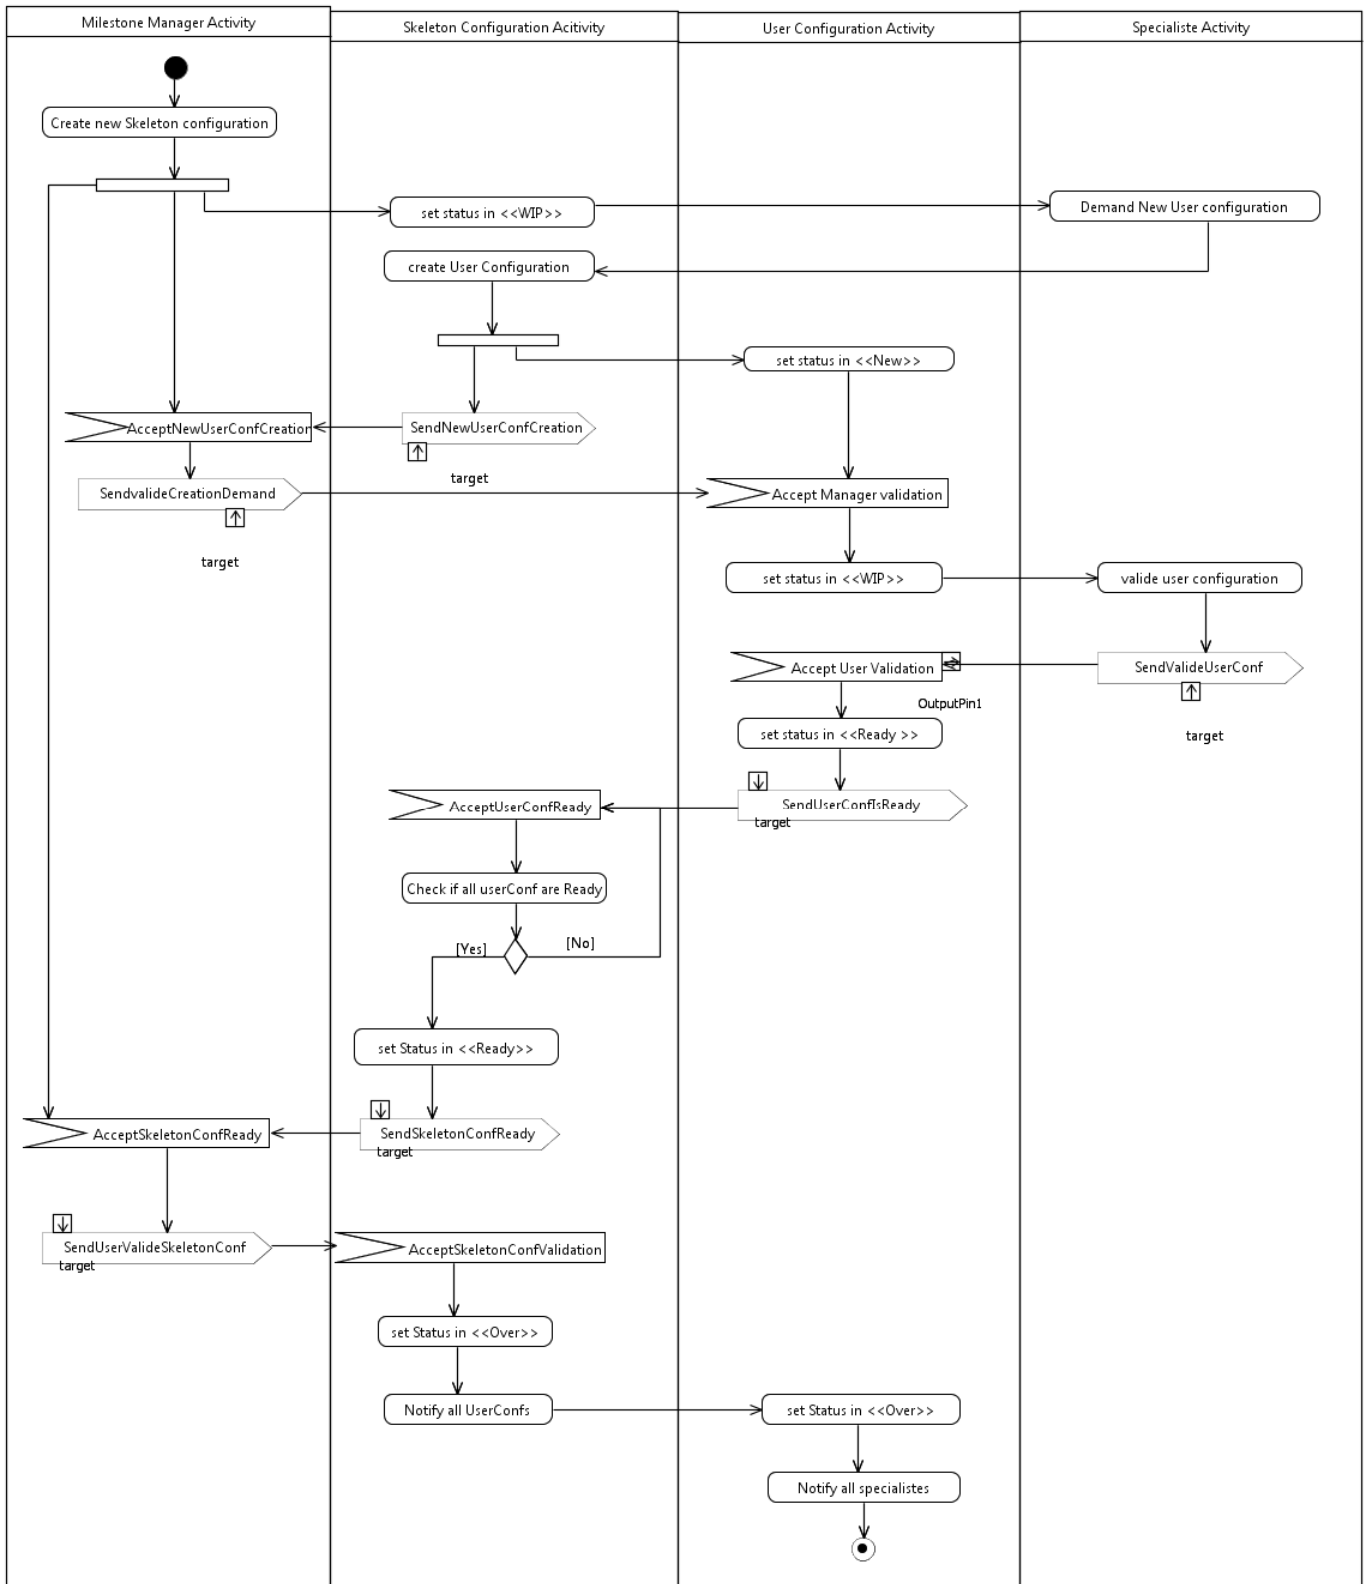 Milestone Manager Activity
Skeleton Configuration Acitivity
User Configuration Activity
Specialiste Activity
Create new Skeleton configuration
set status in <<WIP>>
Demand New User configuration
create User Configuration
set status in <<New>>
AcceptNewUserConfCreation
SendNewUserConfCreation
target
SendvalideCreationDemand
Accept Manager validation
target
set status in <<WIP>>
valide user configuration
Accept User Validation
SendValideUserConf
OutputPin1
target
set status in <<Ready >>
AcceptUserConfReady
SendUserConfIsReady
target
Check if all userConf are Ready
[Yes]
[No]
set Status in <<Ready>>
AcceptSkeletonConfReady
SendSkeletonConfReady
target
SendUserValideSkeletonConf
target
AcceptSkeletonConfValidation
set Status in <<Over>>
Notify all UserConfs
set Status in <<Over>>
Notify all specialistes